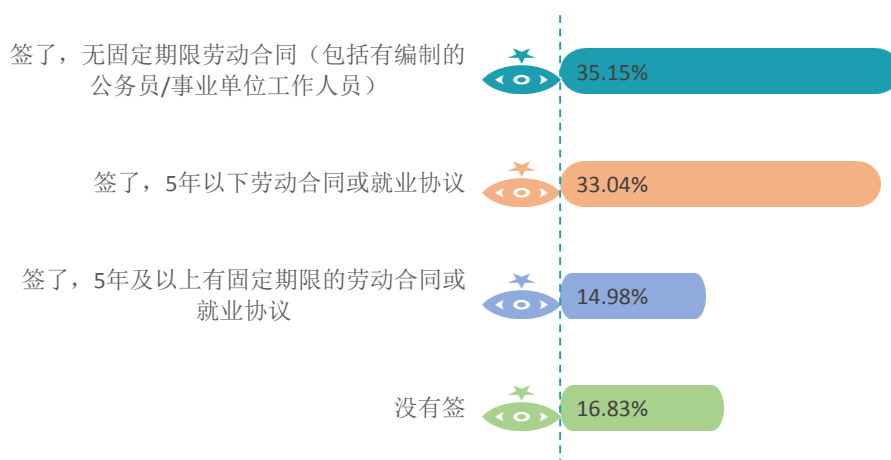 签了，无固定期限劳动合同（包括有编制的
公务员/事业单位工作人员）
35.15%
签了，5年以下劳动合同或就业协议
33.04%
签了，5年及以上有固定期限的劳动合同或
就业协议
14.98%
没有签
16.83%